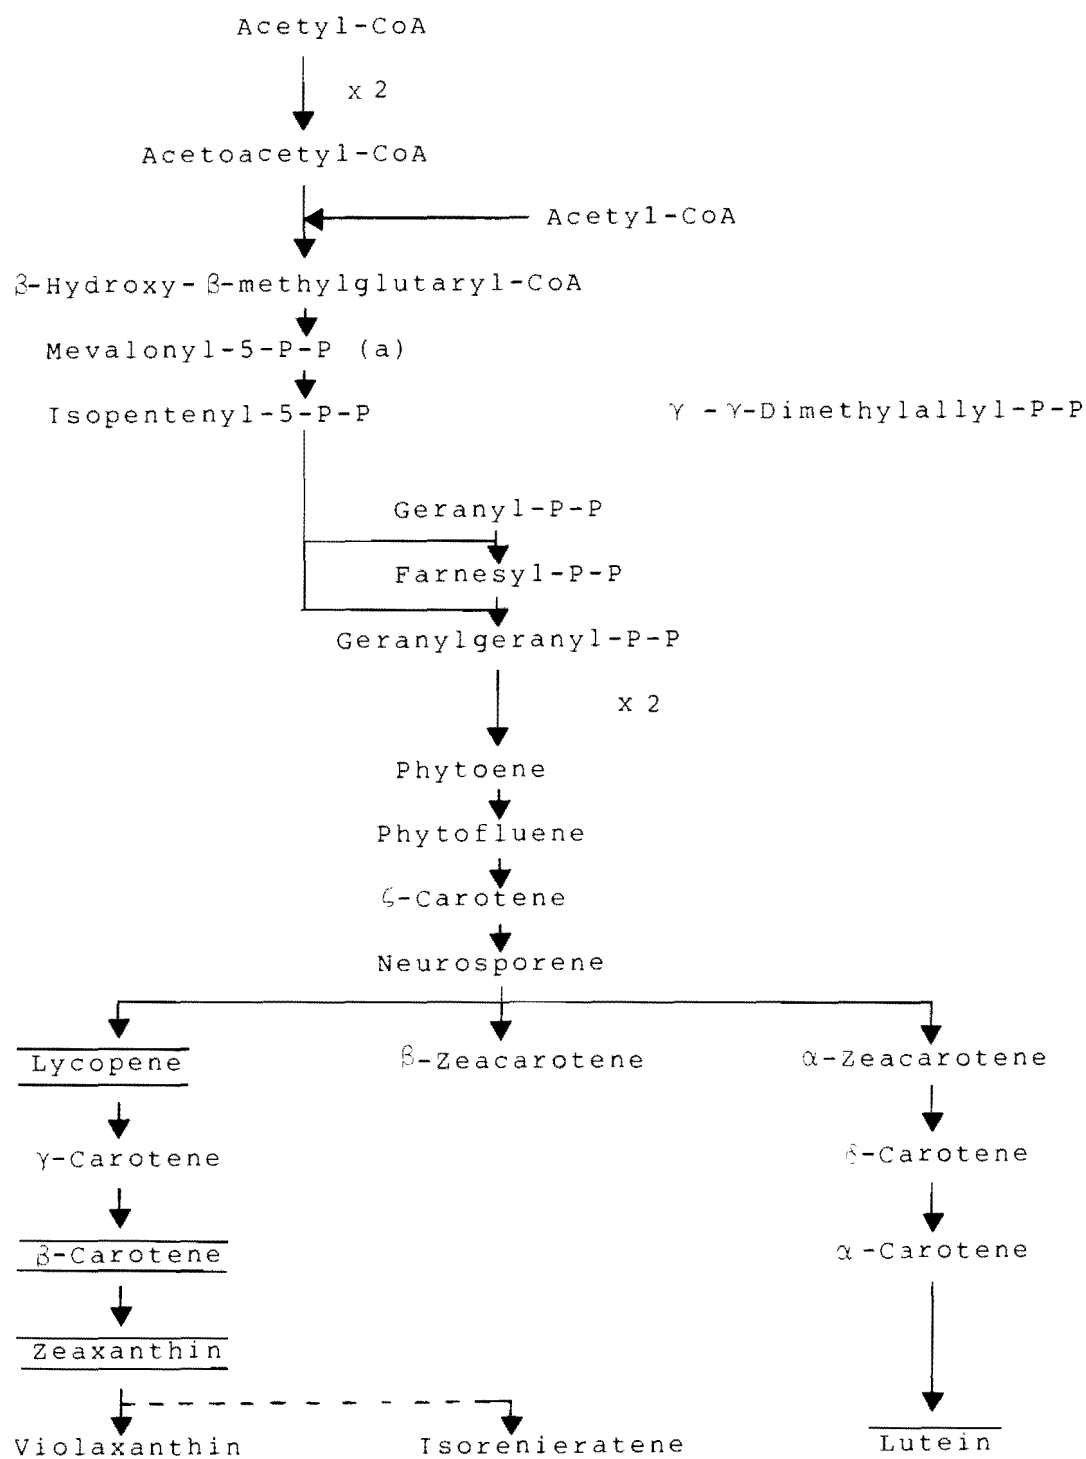 Acetyl-CoA
x 2
Acetoacetyl-CoA
Acetyl-CoA
β-Hydroxy-β-methylglutaryl-CoA
Mevalonyl-5-P-P (a)
Isopentenyl-5-P-P
γ -γ-Dimethylallyl-P-P
Geranyl-P-P
Farnesyl-P-P
Geranylgeranyl-P-P
X 2
Phytoene
Phytofluene
ζ-Carotene
Neurosporene
Lycopene
β-Zeacarotene
α-Zeacarotene
γ-Carotene
δ-Carotene
β-Carotene
α-Carotene
Zeaxanthin
Violaxanthin
Isorenieratene
Lutein